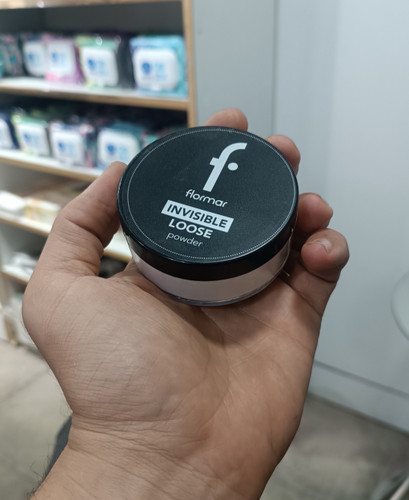 f
flormar
INVISIBLE
LOOSE
powder